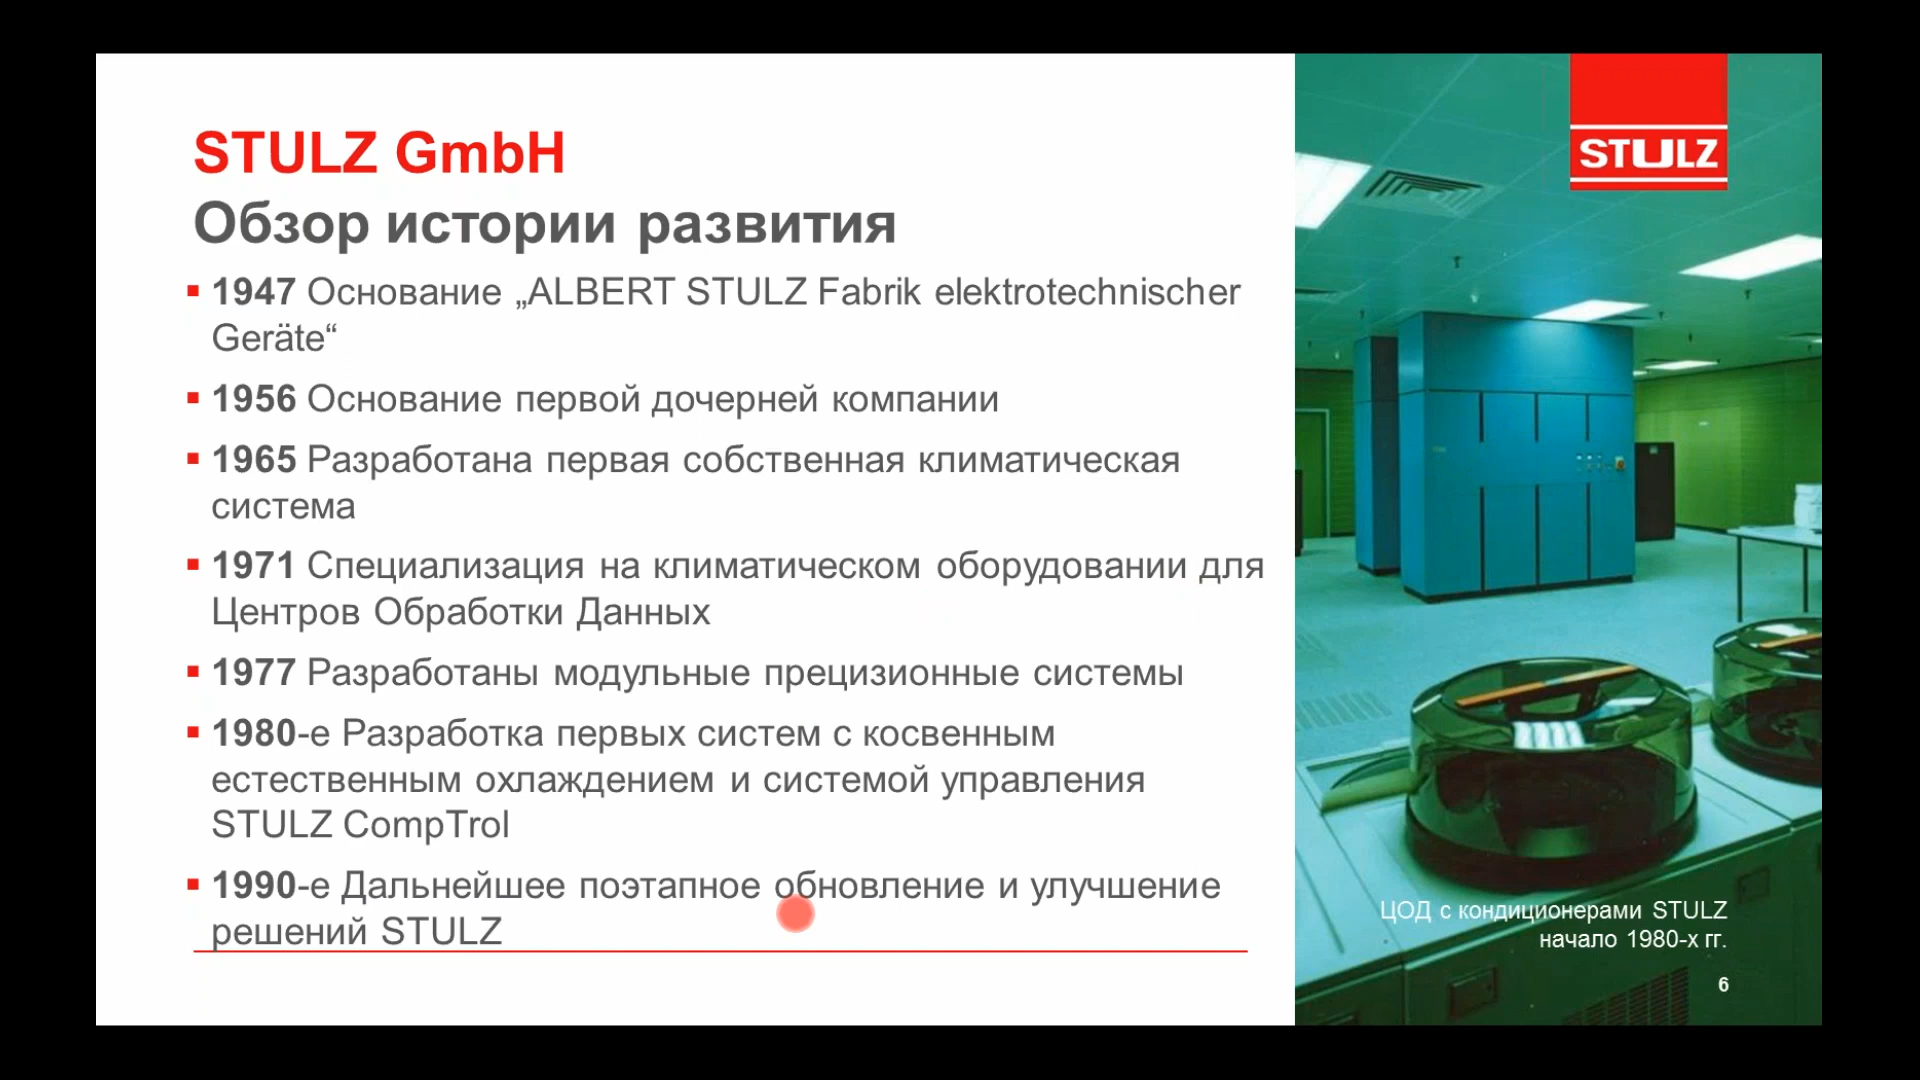 STULZ GmbH
Обзор истории развития
1947 Основание „ALBERT STULZ Fabrik elektrotechnischer
Geräte“
1956 Основание первой дочерней компании
1965 Разработана первая собственная климатическая
система
1971 Специализация на климатическом оборудовании для
Центров Обработки Данных
1977 Разработаны модульные прецизионные системы
1980-е Разработка первых систем с косвенным
естественным охлаждением и системой управления
STULZ CompTrol
1990-е Дальнейшее поэтапное обновление и улучшение
решений STULZ
STULZ
ЦОД с кондиционерами STULZ
начало 1980-х гг.
6